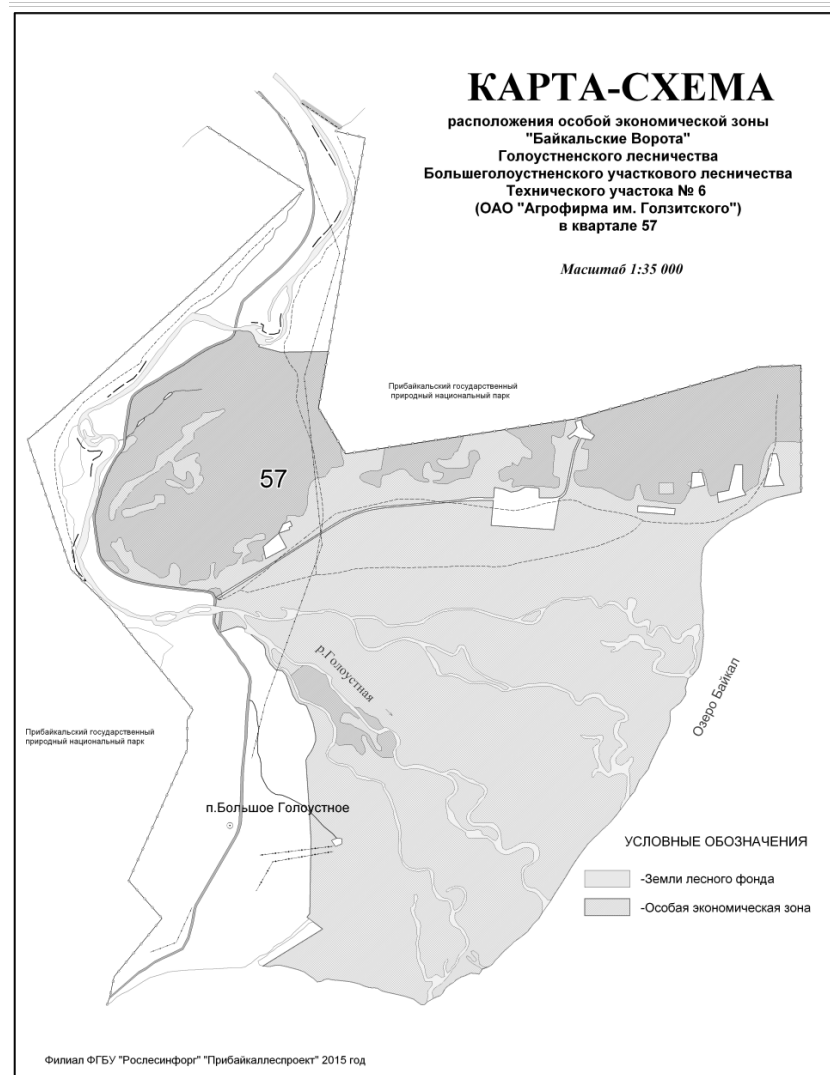 КАРТА-СХЕМА
расположения особой экономической зоны
"Байкальские Ворота"
Голоустненского лесничества
Большеголоустненского участкового лесничества
Технического участока № 6
(ОАО "Агрофирма им. Голзитского")
в квартале 57
Масштаб 1:35 000
Прибайкальский государственный
природный национальный парк
57
р.Голоустная
Озеро Байкал
Прибайкальский государственный
природный национальный парк
п.Большое Голоустное
УСЛОВНЫЕ ОБОЗНАЧЕНИЯ
-Земли лесного фонда
-Особая экономическая зона
Филиал ФГБУ "Рослесинфорг" "Прибайкаллеспроект" 2015 год